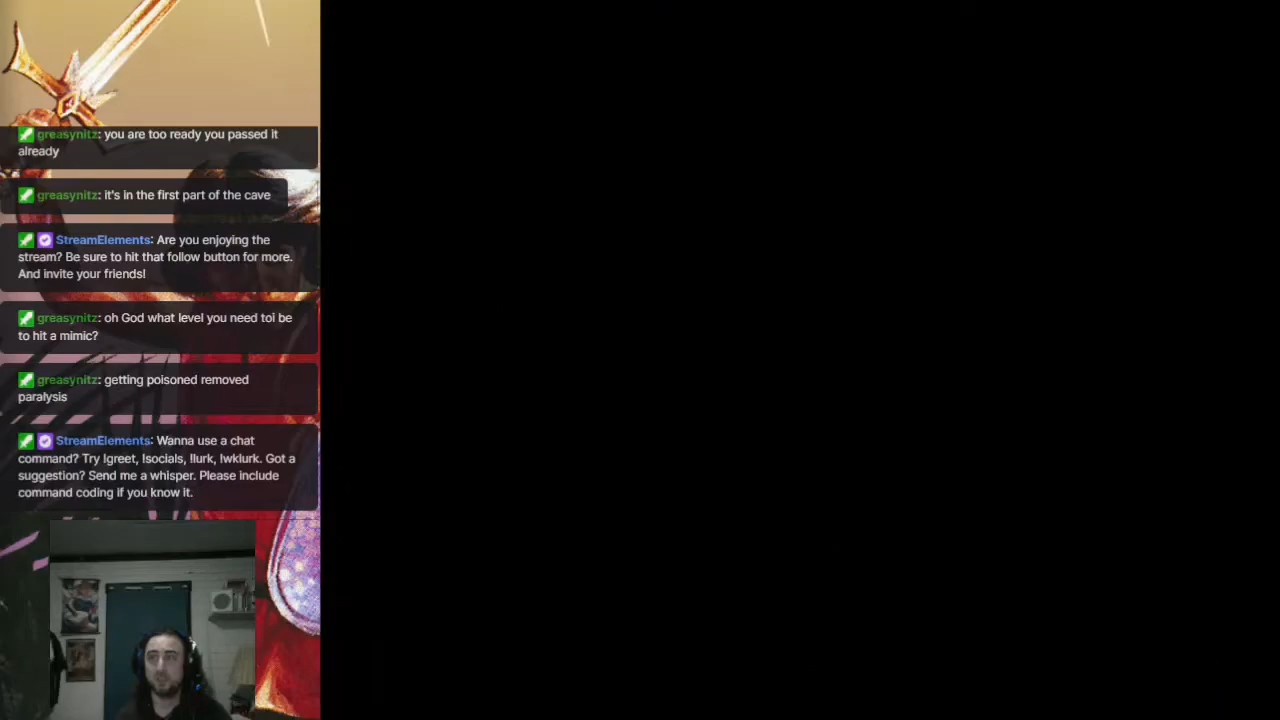 greasynitz: you are too ready you passed it
already
greasynitz: it's in the first part of the cave
StreamElements: Are you enjoying the
stream? Be sure to hit that follow button for more.
And invite your friends!
greasynitz: oh God what level you need toi be
to hit a mimic?
greasynitz: getting poisoned removed
paralysis
StreamElements: Wanna use a chat
command? Try !greet, !socials, !lurk, !wklurk. Got a
suggestion? Send me a whisper. Please include
command coding if you know it.